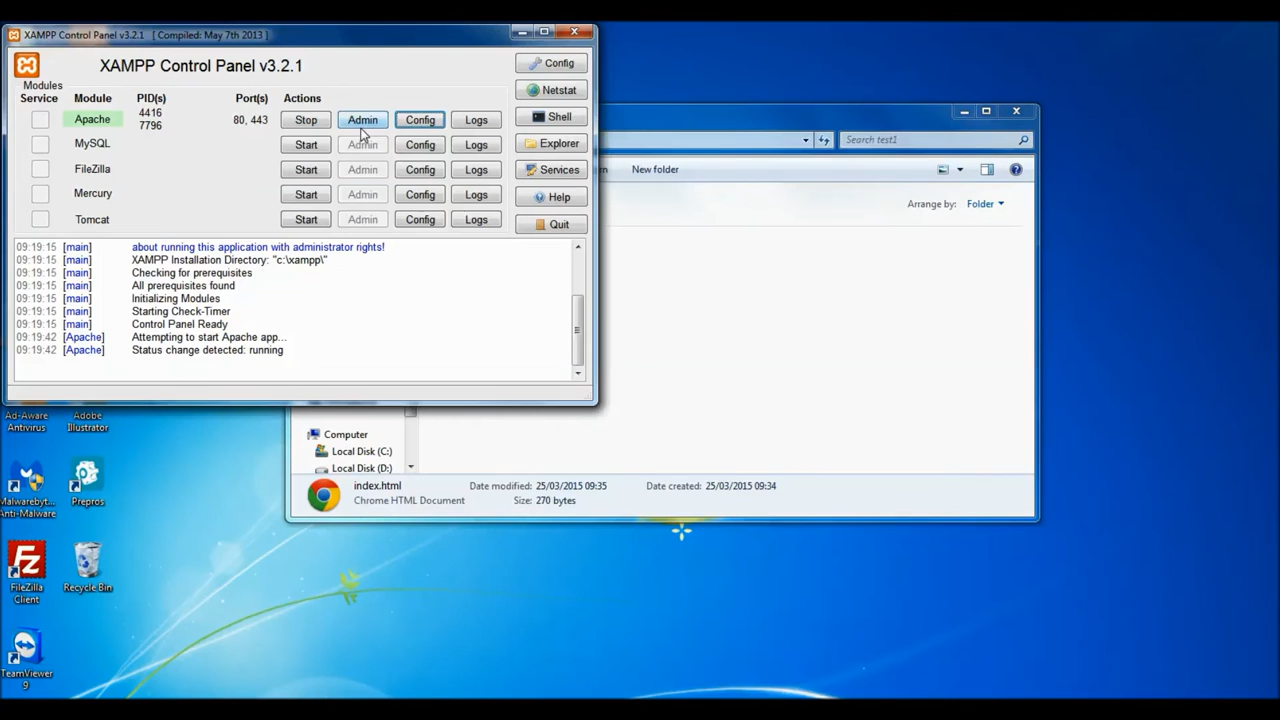 XAMPP Control Panel v3.2.1 [ Compiled: May 7th 2013 ]
XAMPP Control Panel v3.2.1
Config
Modules
Service Module PID(s) Port(s) Actions
Netstat
Apache 4416 7796 80, 443 Stop Admin Config Logs
Shell
MySQL Start Admin Config Logs
Explorer
FileZilla Start Admin Config Logs
Services
Mercury Start Admin Config Logs
Help
Tomcat Start Admin Config Logs
Quit
09:19:15 [main] about running this application with administrator rights!
09:19:15 [main] XAMPP Installation Directory: "c:\xampp\"
09:19:15 [main] Checking for prerequisites
09:19:15 [main] All prerequisites found
09:19:15 [main] Initializing Modules
09:19:15 [main] Starting Check-Timer
09:19:15 [main] Control Panel Ready
09:19:42 [Apache] Attempting to start Apache app...
09:19:42 [Apache] Status change detected: running
Search test1
New folder
Arrange by: Folder
Computer
Local Disk (C:)
Local Disk (D:)
index.html Date modified: 25/03/2015 09:35 Date created: 25/03/2015 09:34
Chrome HTML Document Size: 270 bytes
Ad-Aware
Antivirus
Adobe
Illustrator
Malwarebyt...
Anti-Malware
Prepros
FileZilla
Client
Recycle Bin
TeamViewer
9